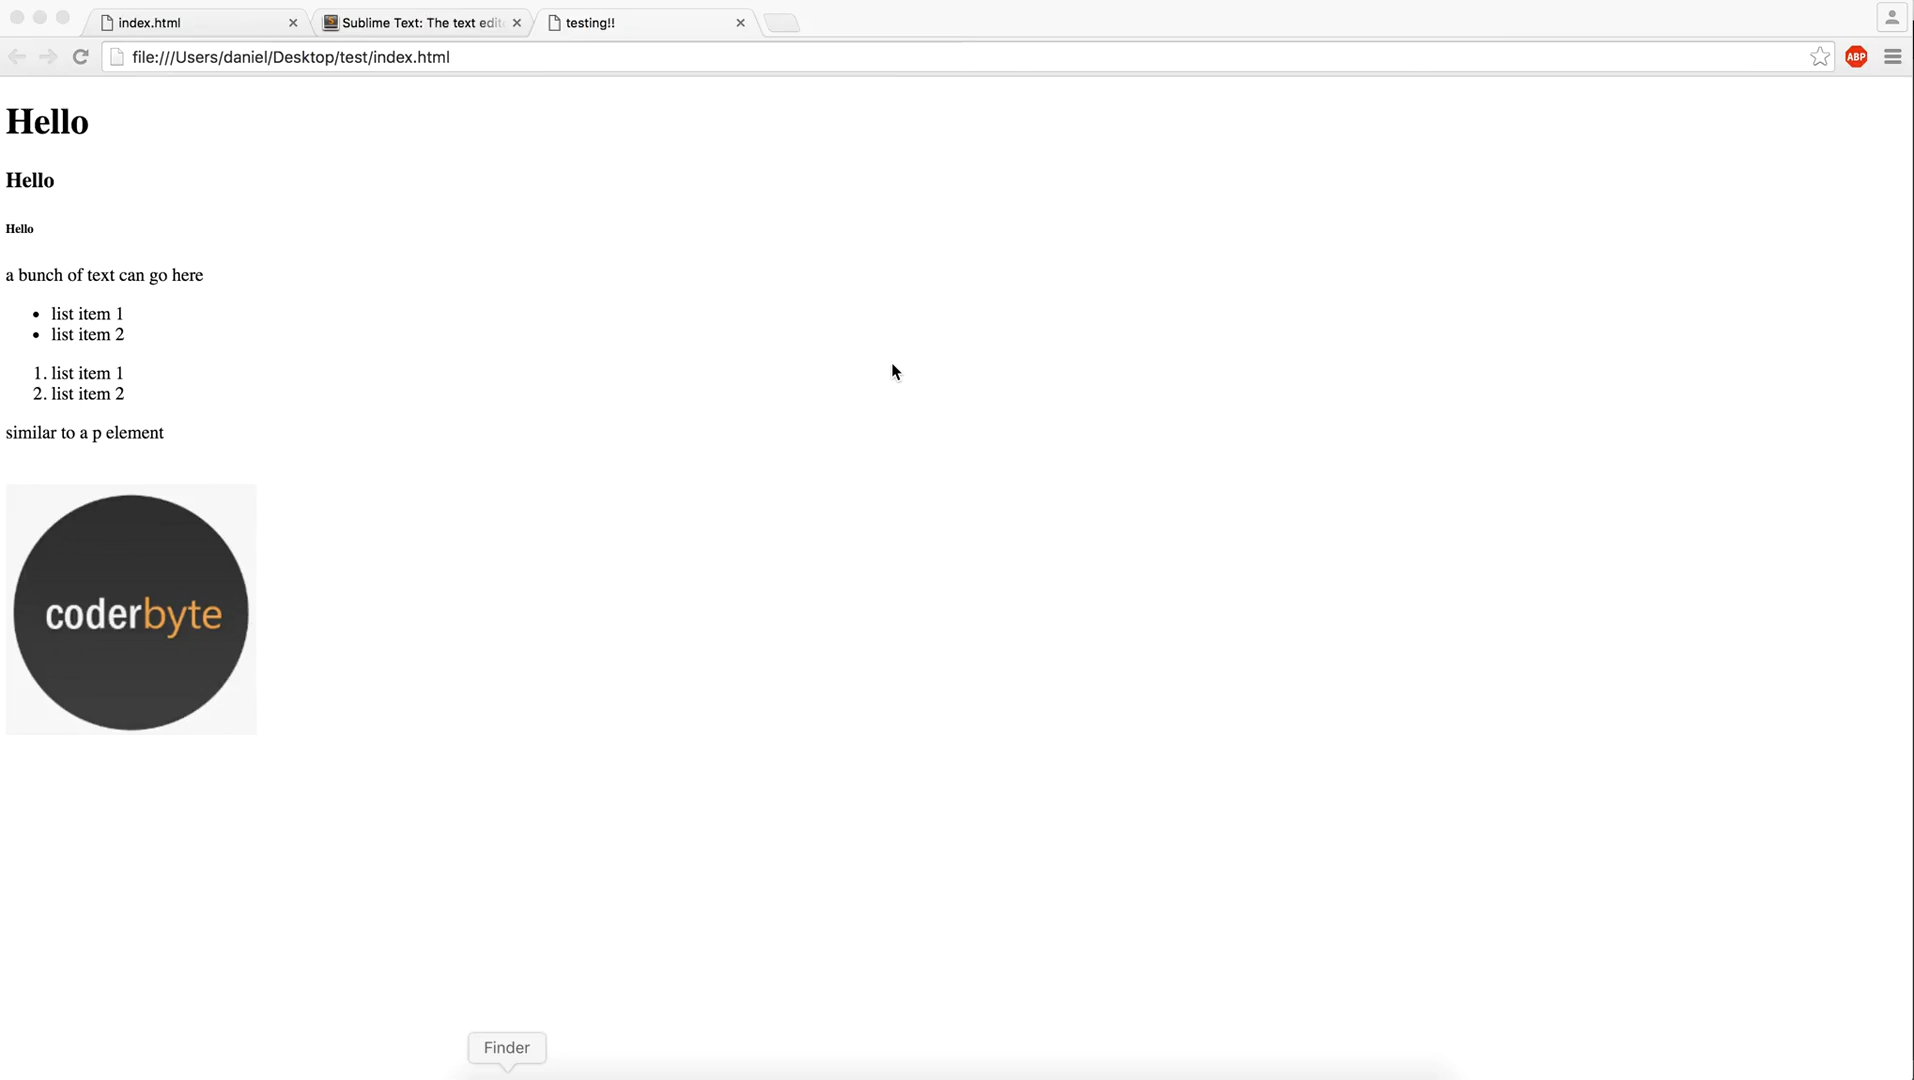 index.html
Sublime Text: The text edit
testing!!
file:///Users/daniel/Desktop/test/index.html
ABP
Hello
Hello
Hello
a bunch of text can go here
• list item 1
• list item 2
1. list item 1
2. list item 2
similar to a p element
coderbyte
Finder